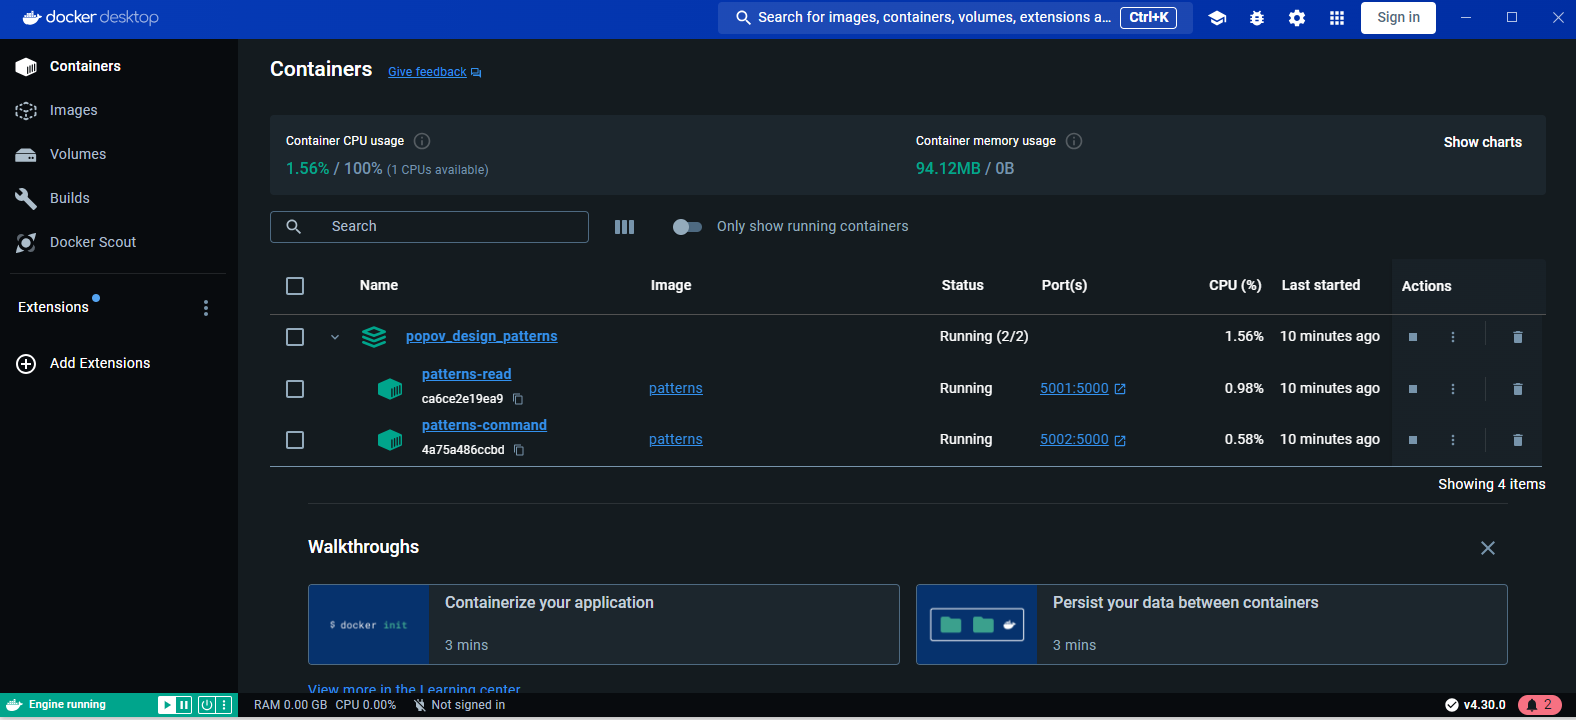 docker desktop
Search for images, containers, volumes, extensions a... Ctrl+K
Sign in
Containers
Images
Volumes
Builds
Docker Scout
Extensions
Add Extensions
Containers Give feedback
Container CPU usage
1.56% / 100% (1 CPUs available)
Container memory usage
94.12MB / 0B
Show charts
Search
Only show running containers
Name Image Status Port(s) CPU (%) Last started Actions
popov_design_patterns Running (2/2) 1.56% 10 minutes ago
patterns-read
ca6ce2e19ea9 patterns Running 5001:5000 0.98% 10 minutes ago
patterns-command
4a75a486ccbd patterns Running 5002:5000 0.58% 10 minutes ago
Showing 4 items
Walkthroughs
$ docker init
Containerize your application
3 mins
Persist your data between containers
3 mins
View more in the Learning center
Engine running
RAM 0.00 GB CPU 0.00% Not signed in
v4.30.0
2